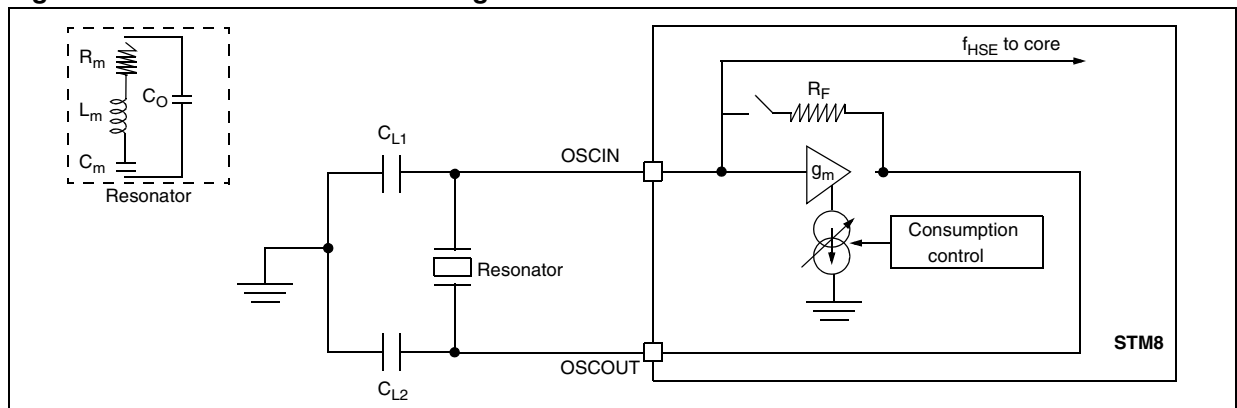 f_HSE to core
R_m
C_O
L_m
C_m
Resonator
R_F
C_L1
OSCIN
g_m
Consumption
control
Resonator
STM8
OSCOUT
C_L2